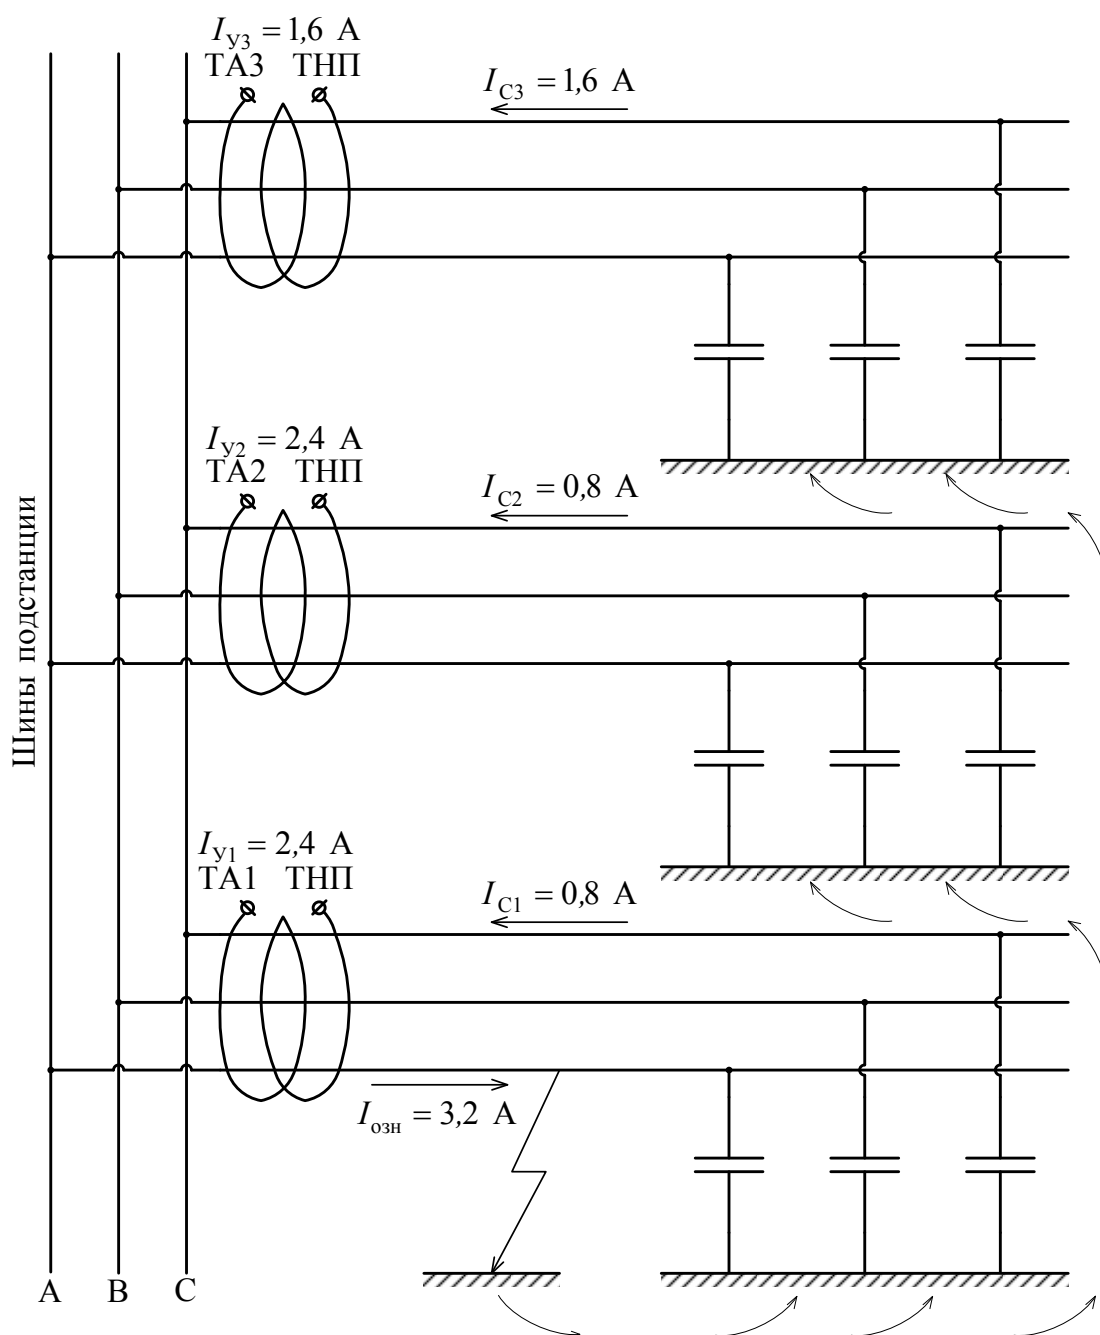 I_У3 = 1,6 А
ТА3 ТНП
I_С3 = 1,6 А
I_У2 = 2,4 А
ТА2 ТНП
I_С2 = 0,8 А
Шины подстанции
I_У1 = 2,4 А
ТА1 ТНП
I_С1 = 0,8 А
I_озн = 3,2 А
А В С